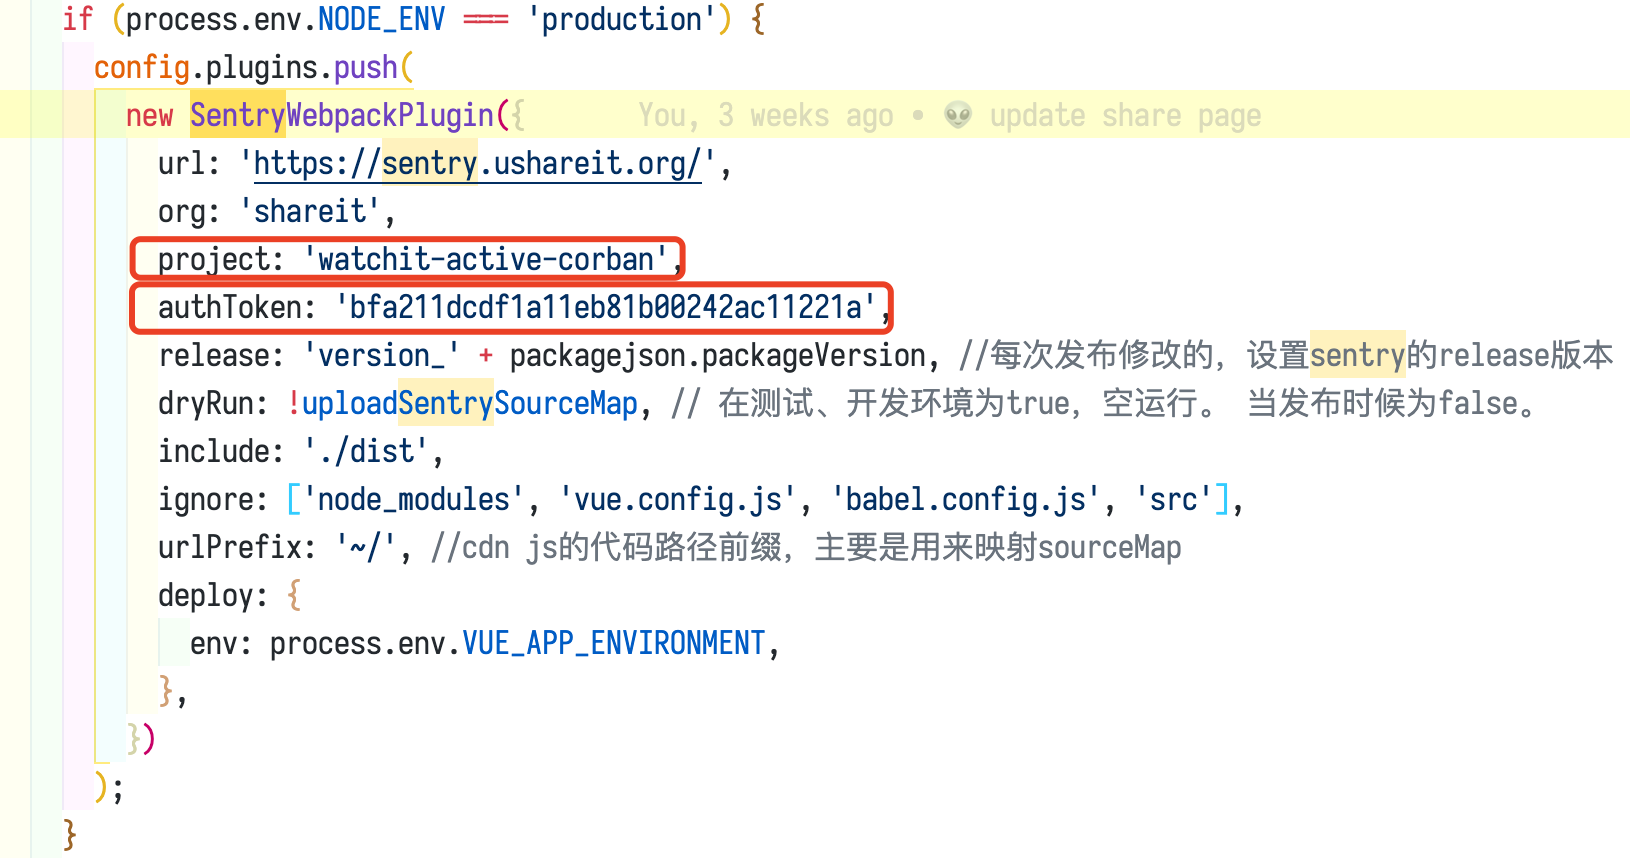 if (process.env.NODE_ENV === 'production') {
config.plugins.push(
new SentryWebpackPlugin({ You, 3 weeks ago • 👽 update share page
url: 'https://sentry.ushareit.org/',
org: 'shareit',
project: 'watchit-active-corban',
authToken: 'bfa211dcdf1a11eb81b00242ac11221a',
release: 'version_' + packagejson.packageVersion, //每次发布修改的，设置sentry的release版本
dryRun: !uploadSentrySourceMap, // 在测试、开发环境为true，空运行。 当发布时候为false。
include: './dist',
ignore: ['node_modules', 'vue.config.js', 'babel.config.js', 'src'],
urlPrefix: '~/', //cdn js的代码路径前缀，主要是用来映射sourceMap
deploy: {
env: process.env.VUE_APP_ENVIRONMENT,
},
})
);
}